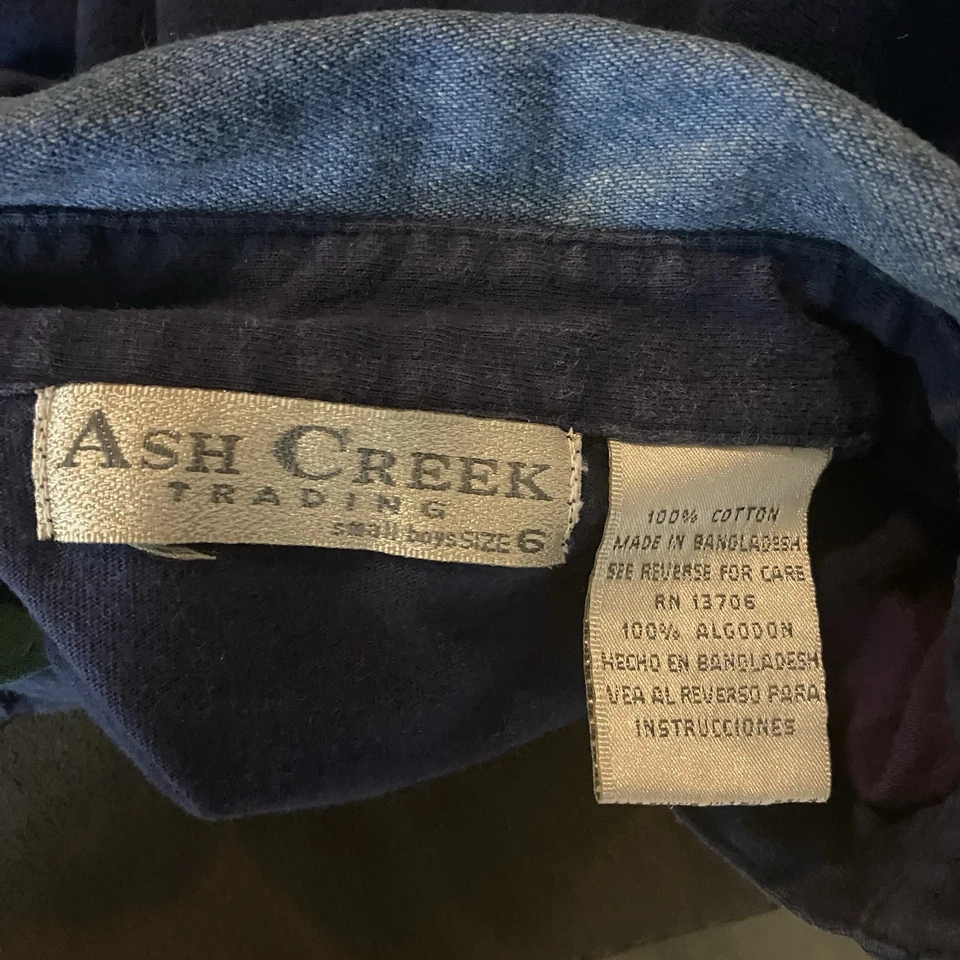 ASH CREEK
TRADING
small boys SIZE 6
100% COTTON
MADE IN BANGLADESH
SEE REVERSE FOR CARE
RN 13706
100% ALGODON
HECHO EN BANGLADESH
VEA AL REVERSO PARA
INSTRUCCIONES